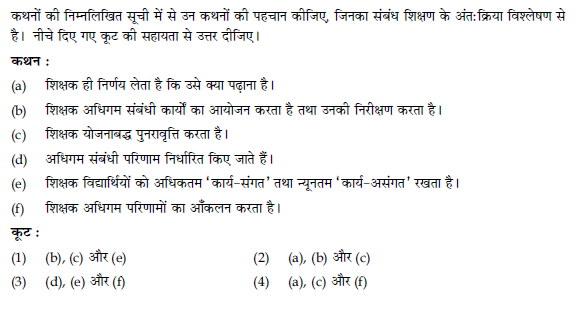 कथनों की निम्नलिखित सूची में से उन कथनों की पहचान कीजिए, जिनका संबंध शिक्षण के अंत:क्रिया विश्लेषण से
है। नीचे दिए गए कूट की सहायता से उत्तर दीजिए।
कथन :
(a) शिक्षक ही निर्णय लेता है कि उसे क्या पढ़ाना है।
(b) शिक्षक अधिगम संबंधी कार्यों का आयोजन करता है तथा उनकी निरीक्षण करता है।
(c) शिक्षक योजनाबद्ध पुनरावृत्ति करता है।
(d) अधिगम संबंधी परिणाम निर्धारित किए जाते हैं।
(e) शिक्षक विद्यार्थियों को अधिकतम ‘कार्य-संगत’ तथा न्यूनतम ‘कार्य-असंगत’ रखता है।
(f) शिक्षक अधिगम परिणामों का आँकलन करता है।
कूट :
(1) (b), (c) और (e) (2) (a), (b) और (c)
(3) (d), (e) और (f) (4) (a), (c) और (f)